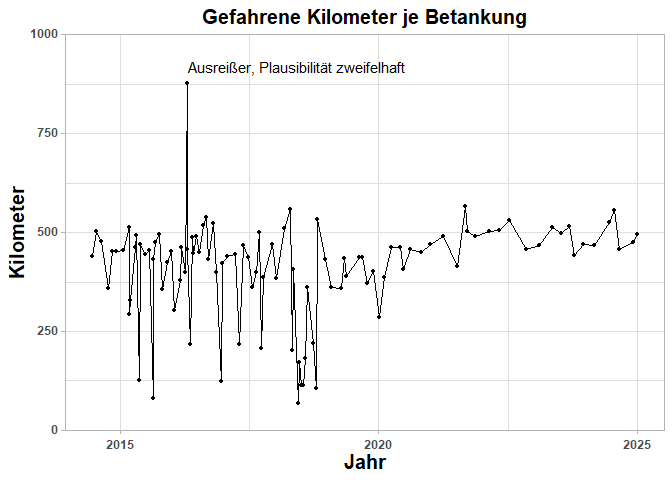 Gefahrene Kilometer je Betankung
1000
Ausreißer, Plausibilität zweifelhaft
750
Kilometer
500
250
0
2015
2020
2025
Jahr